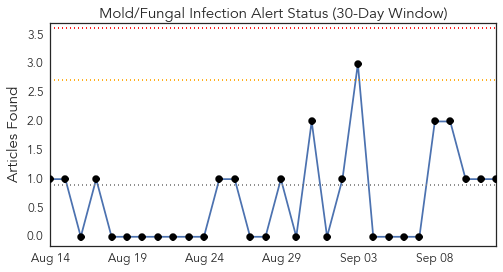 Mold/Fungal Infection Alert Status (30-Day Window)
Articles Found
3.5
3.0
2.5
2.0
1.5
1.0
0.5
0.0
Aug 14 Aug 19 Aug 24 Aug 29 Sep 03 Sep 08